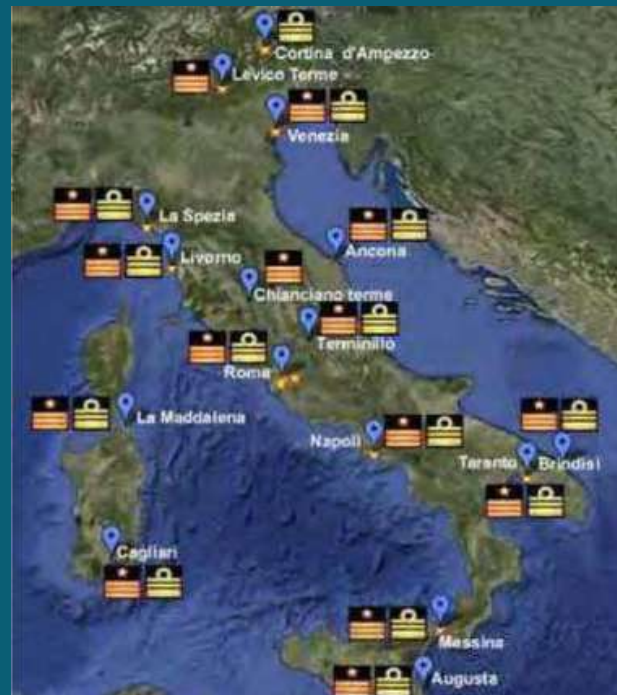 Cortina d'Ampezzo
Levico Terme
Venezia
La Spezia
Livorno
Ancona
Chianciano terme
Terminillo
Roma
La Maddalena
Napoli
Taranto
Brindisi
Cagliari
Messina
Augusta